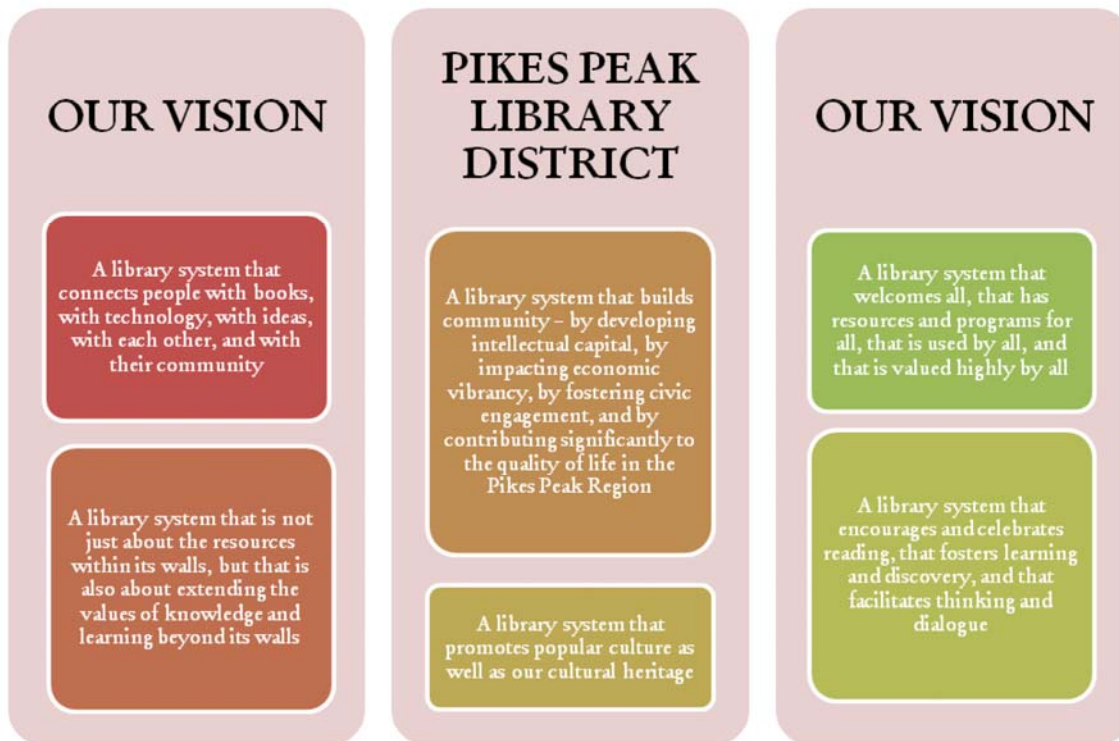 OUR VISION
A library system that
connects people with books,
with technology, with ideas,
with each other, and with
their community
A library system that is not
just about the resources
within its walls, but that is
also about extending the
values of knowledge and
learning beyond its walls
PIKES PEAK
LIBRARY
DISTRICT
A library system that builds
community – by developing
intellectual capital, by
impacting economic
vibrancy, by fostering civic
engagement, and by
contributing significantly to
the quality of life in the
Pikes Peak Region
A library system that
promotes popular culture as
well as our cultural heritage
OUR VISION
A library system that
welcomes all, that has
resources and programs for
all, that is used by all, and
that is valued highly by all
A library system that
encourages and celebrates
reading, that fosters learning
and discovery, and that
facilitates thinking and
dialogue